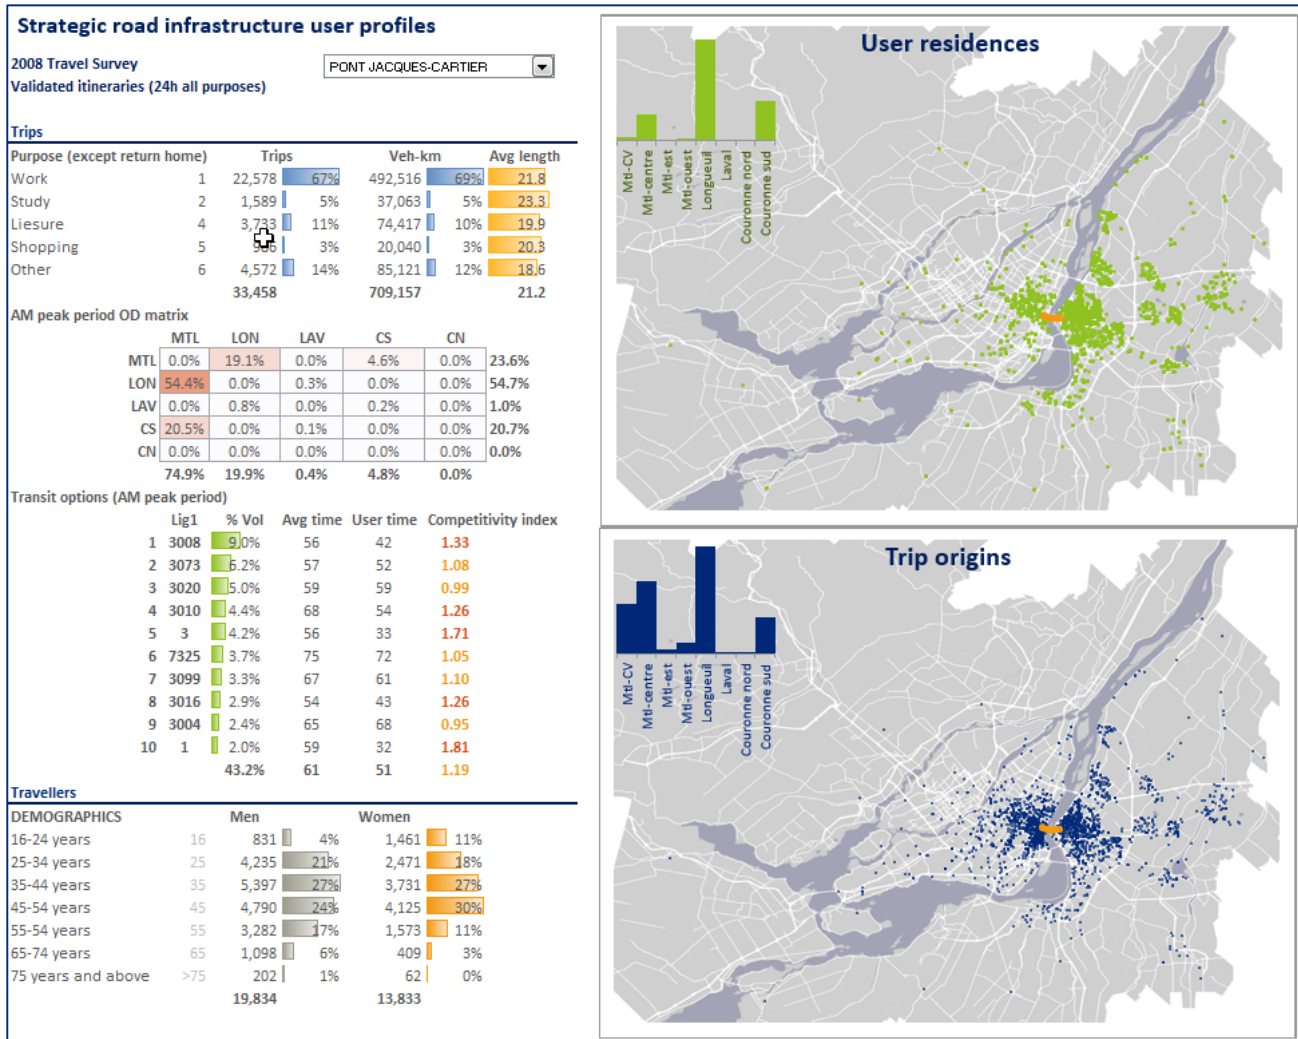 Strategic road infrastructure user profiles
2008 Travel Survey
PONT JACQUES-CARTIER
Validated itineraries (24h all purposes)
Trips
Purpose (except return home) Trips Veh-km Avg length
Work 1 22,578 67% 492,516 69% 21.8
Study 2 1,589 5% 37,063 5% 23.3
Liesure 4 3,733 11% 74,417 10% 19.9
Shopping 5 3% 20,040 3% 20.3
Other 6 4,572 14% 85,121 12% 18.6
33,458 709,157 21.2
AM peak period OD matrix
MTL LON LAV CS CN
MTL 0.0% 19.1% 0.0% 4.6% 0.0% 23.6%
LON 54.4% 0.0% 0.3% 0.0% 0.0% 54.7%
LAV 0.0% 0.8% 0.0% 0.2% 0.0% 1.0%
CS 20.5% 0.0% 0.1% 0.0% 0.0% 20.7%
CN 0.0% 0.0% 0.0% 0.0% 0.0% 0.0%
74.9% 19.9% 0.4% 4.8% 0.0%
Transit options (AM peak period)
Lig1 % Vol Avg time User time Competitivity index
1 3008 9.0% 56 42 1.33
2 3073 6.2% 57 52 1.08
3 3020 5.0% 59 59 0.99
4 3010 4.4% 68 54 1.26
5 3 4.2% 56 33 1.71
6 7325 3.7% 75 72 1.05
7 3099 3.3% 67 61 1.10
8 3016 2.9% 54 43 1.26
9 3004 2.4% 65 68 0.95
10 1 2.0% 59 32 1.81
43.2% 61 51 1.19
Travellers
DEMOGRAPHICS Men Women
16-24 years 16 831 4% 1,461 11%
25-34 years 25 4,235 21% 2,471 18%
35-44 years 35 5,397 27% 3,731 27%
45-54 years 45 4,790 24% 4,125 30%
55-54 years 55 3,282 17% 1,573 11%
65-74 years 65 1,098 6% 409 3%
75 years and above >75 202 1% 62 0%
19,834 13,833
User residences
Mtl-CV
Mtl-centre
Mtl-est
Mtl-ouest
Longueuil
Laval
Couronne nord
Couronne sud
Trip origins
Mtl-CV
Mtl-centre
Mtl-est
Mtl-ouest
Longueuil
Laval
Couronne nord
Couronne sud